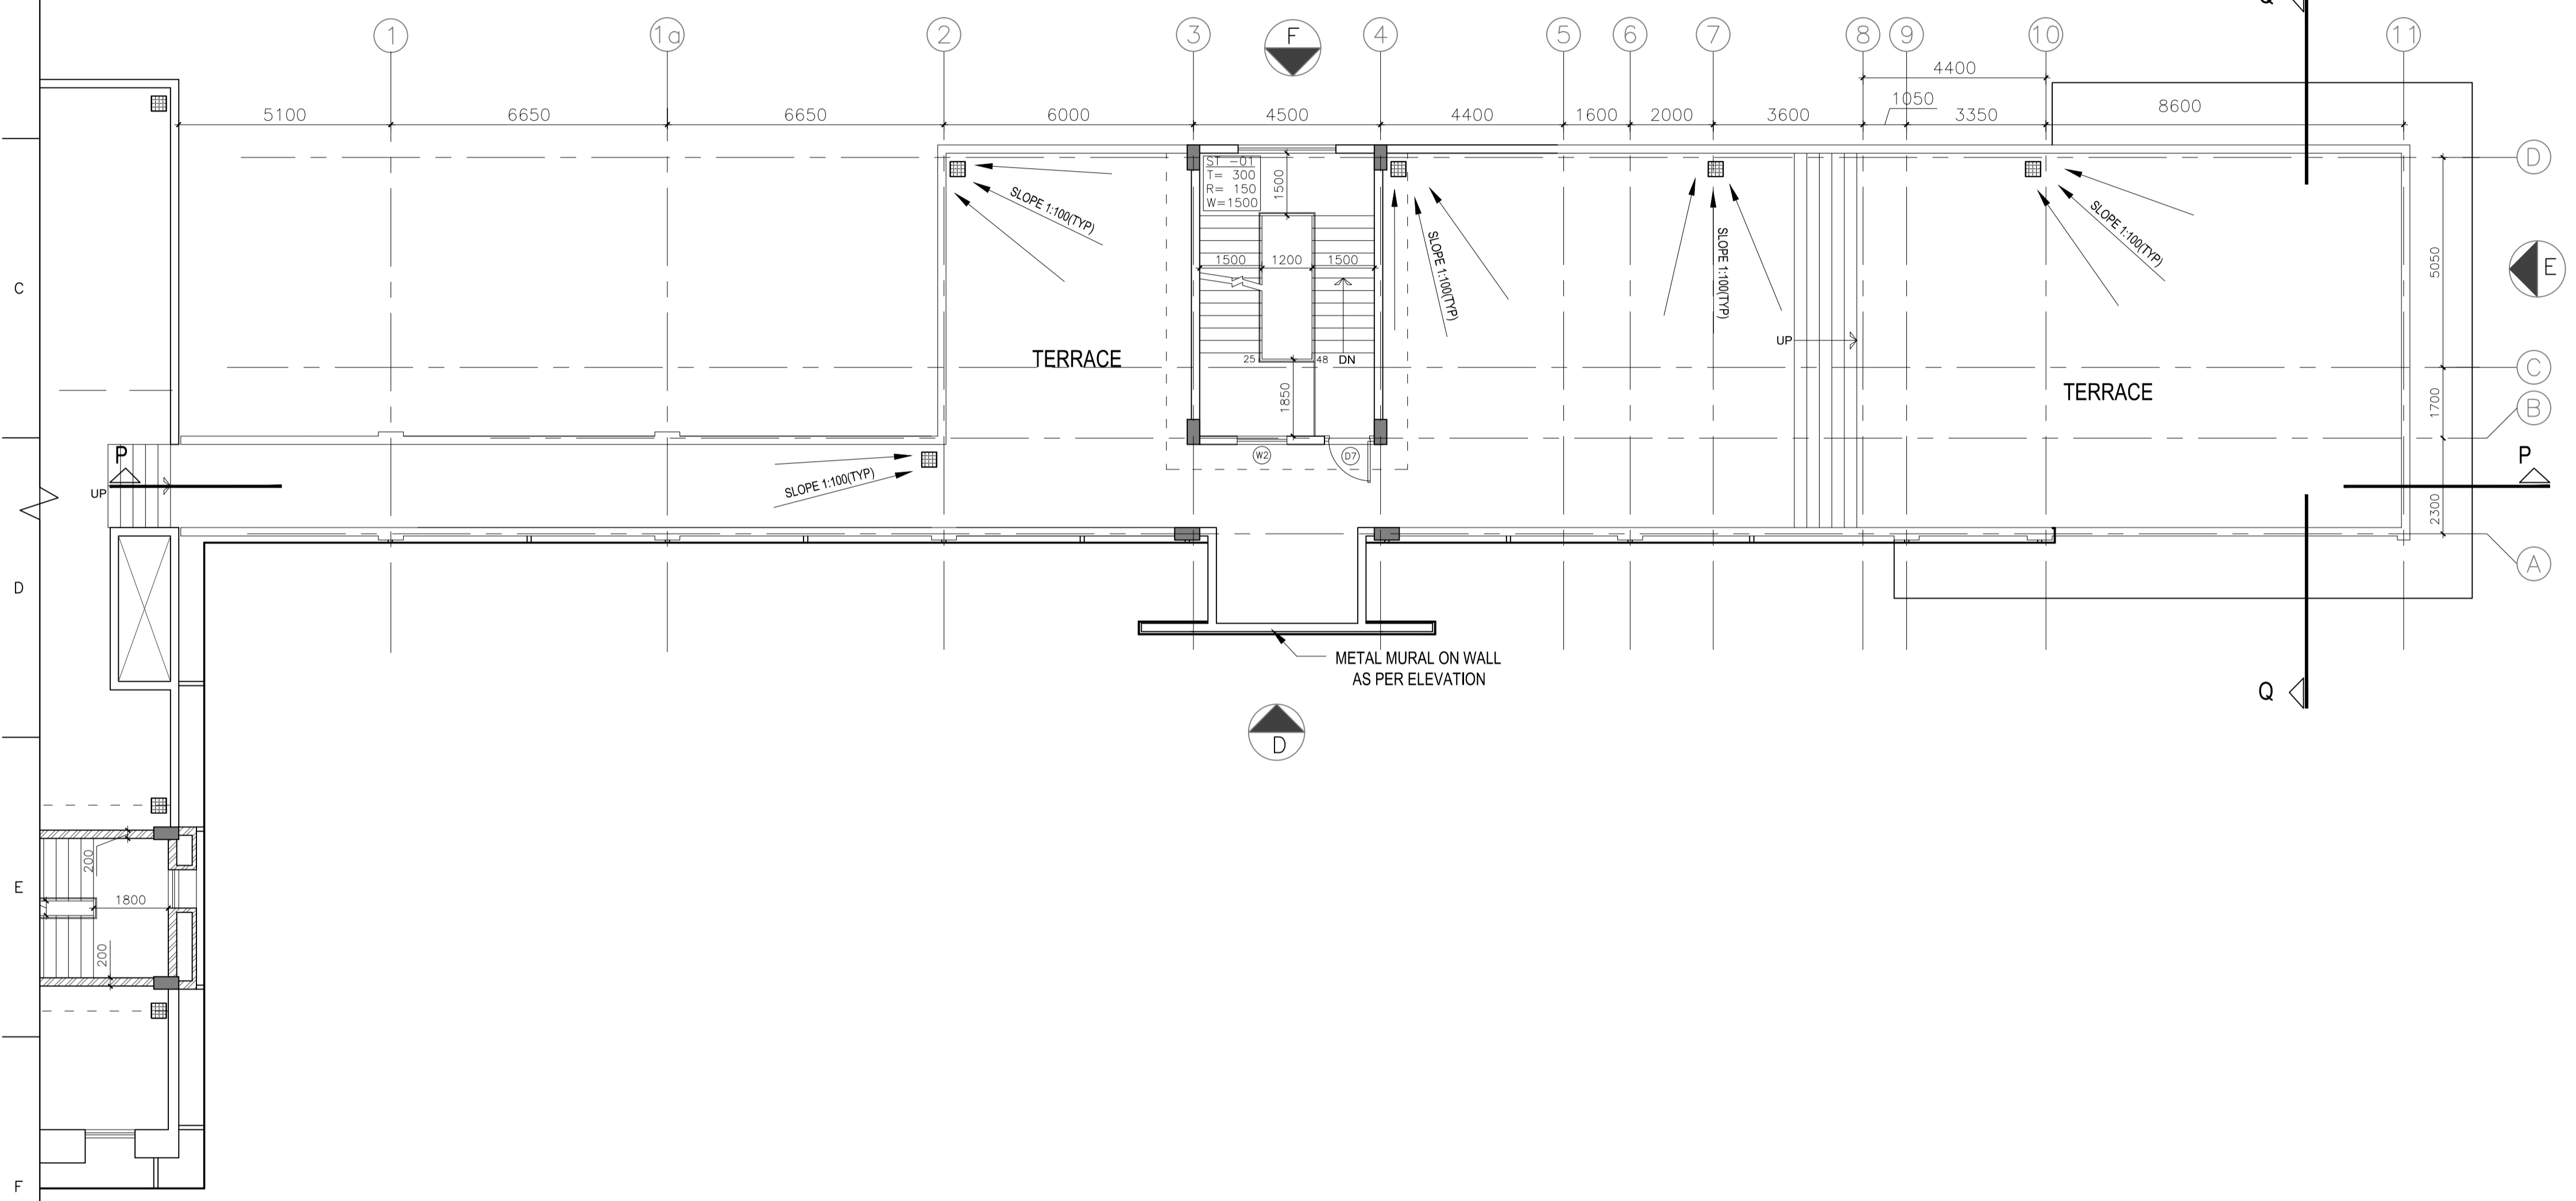 Q
1
1a
2
3
F
4
5
6
7
8
9
10
11
4400
5100
6650
6650
6000
4500
4400
1600
2000
3600
1050
3350
8600
D
ST -01
T= 300
R= 150
W=1500
1500
SLOPE 1:100(TYP)
SLOPE 1:100(TYP)
SLOPE 1:100(TYP)
SLOPE 1:100(TYP)
5050
E
C
1500
1200
1500
UP
25
48
DN
TERRACE
C
TERRACE
1850
1700
B
P
W2
D7
P
UP
SLOPE 1:100(TYP)
2300
A
D
METAL MURAL ON WALL
AS PER ELEVATION
Q
D
200
E
1800
200
F